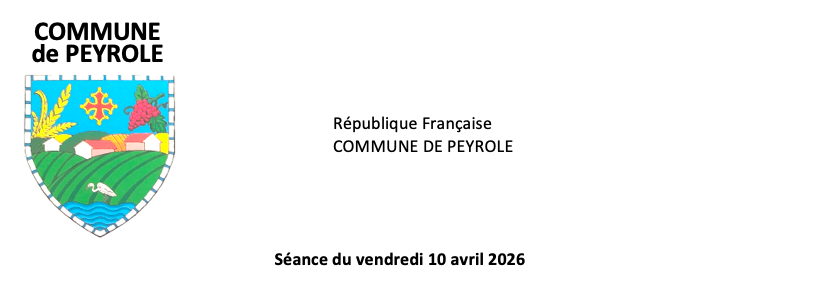 COMMUNE
de PEYROLE
République Française
COMMUNE DE PEYROLE
Séance du vendredi 10 avril 2026